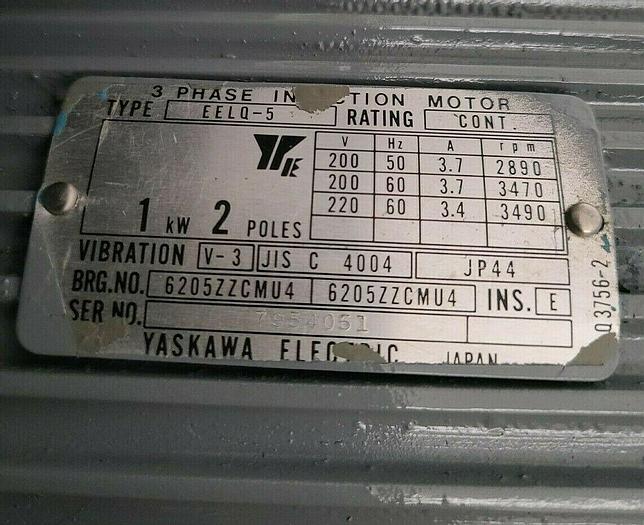 3 PHASE IN CTION MOTOR
TYPE EELQ-5 RATING CONT.
V Hz A rpm
200 50 3.7 2890
200 60 3.7 3470
220 60 3.4 3490
1 kW 2 POLES
VIBRATION V-3 JIS C 4004 JP44
BRG.NO. 6205ZZCMU4 6205ZZCMU4 INS. E
SER NO.
YASKAWA ELECTRIC JAPAN
Q3756-2